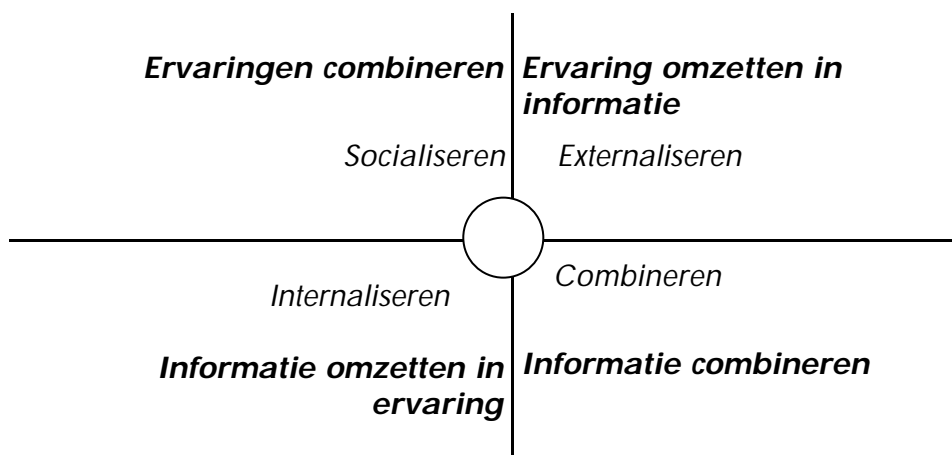 Ervaringen combineren
Ervaring omzetten in
informatie
Socialiseren
Externaliseren
Internaliseren
Combineren
Informatie omzetten in
ervaring
Informatie combineren